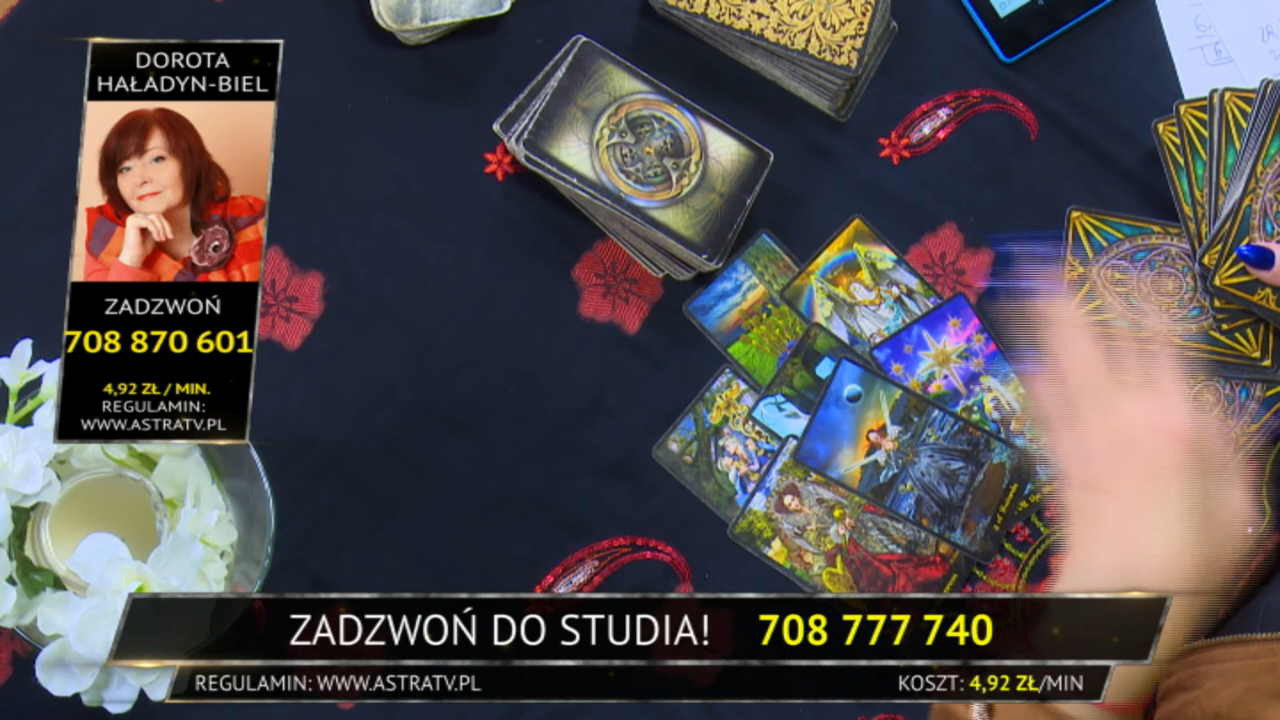 DOROTA
HAŁADYN-BIEL
ZADZWOŃ
708 870 601
4,92 ZŁ / MIN.
REGULAMIN:
WWW.ASTRATV.PL
ZADZWOŃ DO STUDIA! 708 777 740
REGULAMIN: WWW.ASTRATV.PL KOSZT: 4,92 ZŁ/MIN